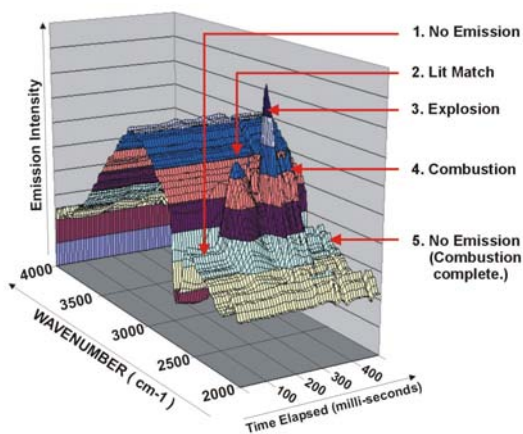 1. No Emission
2. Lit Match
3. Explosion
4. Combustion
5. No Emission
(Combustion
complete.)
Emission Intensity
4000
3500
3000
2500
2000
WAVENUMBER ( cm-1 )
100
200
300
400
Time Elapsed (milli-seconds)